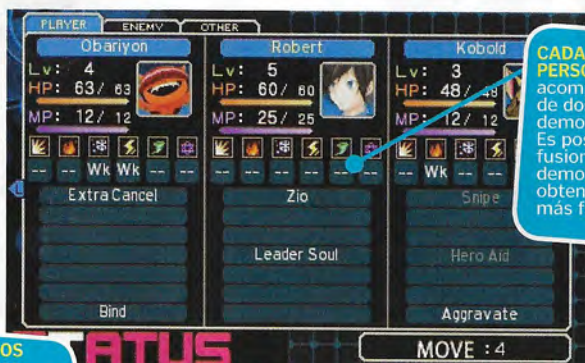 PLAYER ENEMY OTHER
Obariyon
Lv: 4
HP: 63/ 63
MP: 12/ 12
-- -- Wk Wk -- --
Extra Cancel
Bind
Robert
Lv: 5
HP: 60/ 60
MP: 25/ 25
-- -- -- -- -- --
Zio
Leader Soul
Kobold
Lv: 3
HP: 48/ 48
MP: 12/ 12
-- Wk -- -- -- --
Snipe
Hero Aid
Aggravate
STATUS
MOVE :4
CADA
PERSO
acom
de do
demo
Es pos
fusion
demo
obten
más f
OS